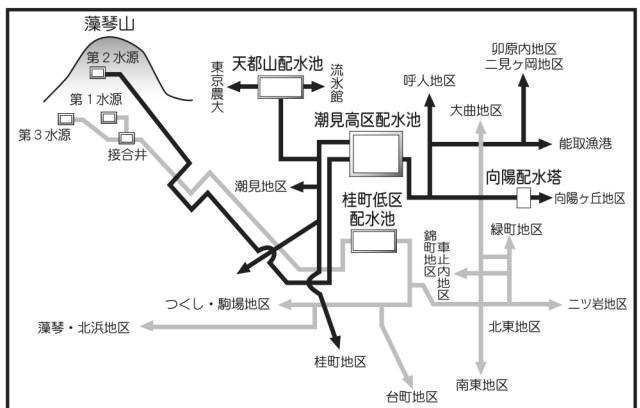 藻琴山
第2水源
第1水源
第3水源
接合井
東京農大
天都山配水池
流氷館
潮見高区配水池
呼人地区
卯原内地区
二見ヶ岡地区
大曲地区
能取漁港
向陽配水塔
向陽ヶ丘地区
潮見地区
桂町低区
配水池
錦町地区
車止内地区
緑町地区
つくし・駒場地区
二ツ岩地区
藻琴・北浜地区
北東地区
桂町地区
台町地区
南東地区